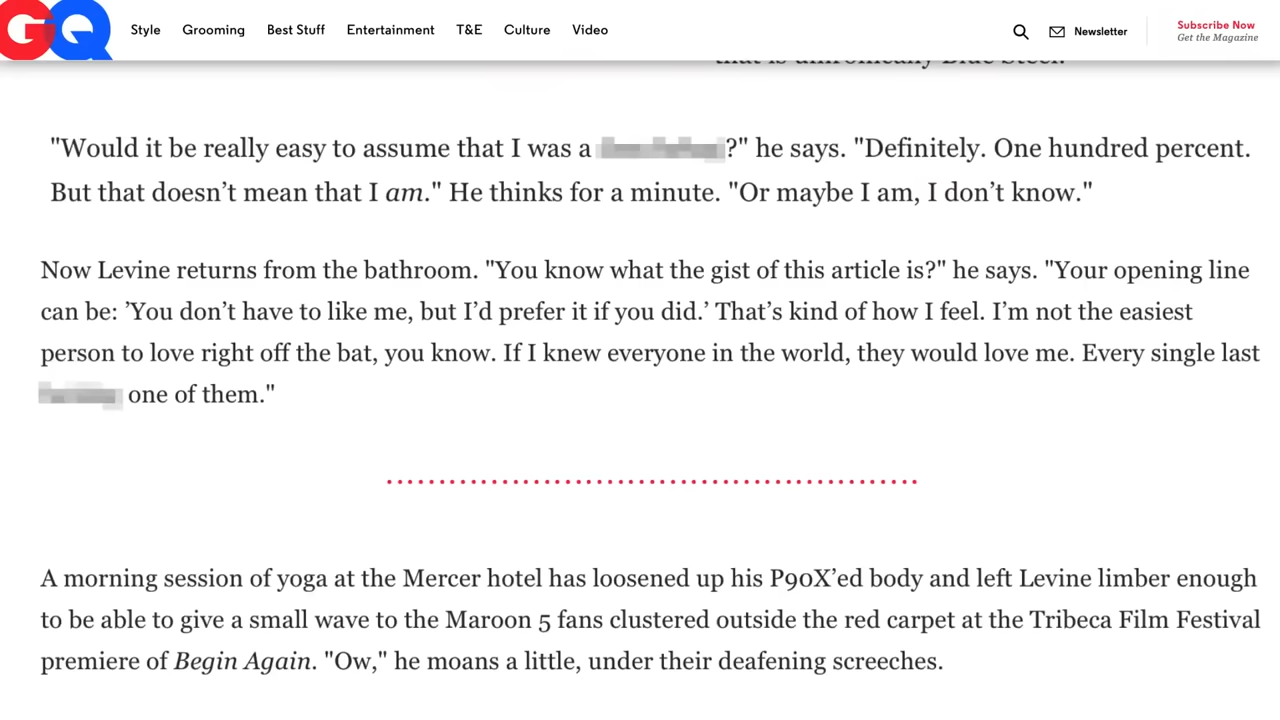 GQ Style Grooming Best Stuff Entertainment T&E Culture Video Newsletter Subscribe Now
Get the Magazine
"Would it be really easy to assume that I was a ?" he says. "Definitely. One hundred percent.
But that doesn’t mean that I am." He thinks for a minute. "Or maybe I am, I don’t know."
Now Levine returns from the bathroom. "You know what the gist of this article is?" he says. "Your opening line
can be: ’You don’t have to like me, but I’d prefer it if you did.’ That’s kind of how I feel. I’m not the easiest
person to love right off the bat, you know. If I knew everyone in the world, they would love me. Every single last
one of them."
A morning session of yoga at the Mercer hotel has loosened up his P90X’ed body and left Levine limber enough
to be able to give a small wave to the Maroon 5 fans clustered outside the red carpet at the Tribeca Film Festival
premiere of Begin Again. "Ow," he moans a little, under their deafening screeches.